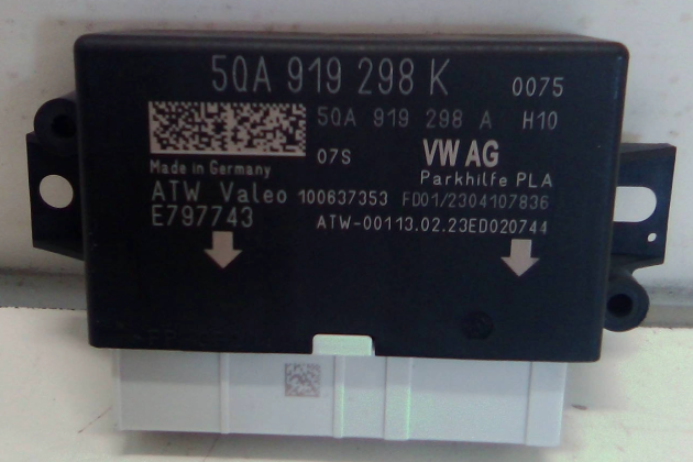 5QA 919 298 K 0075
5QA 919 298 A H10
07S VW AG
Made in Germany Parkhilfe PLA
ATW Valeo 100637353 FD01/2304107836
E797743 ATW-00113.02.23ED020744